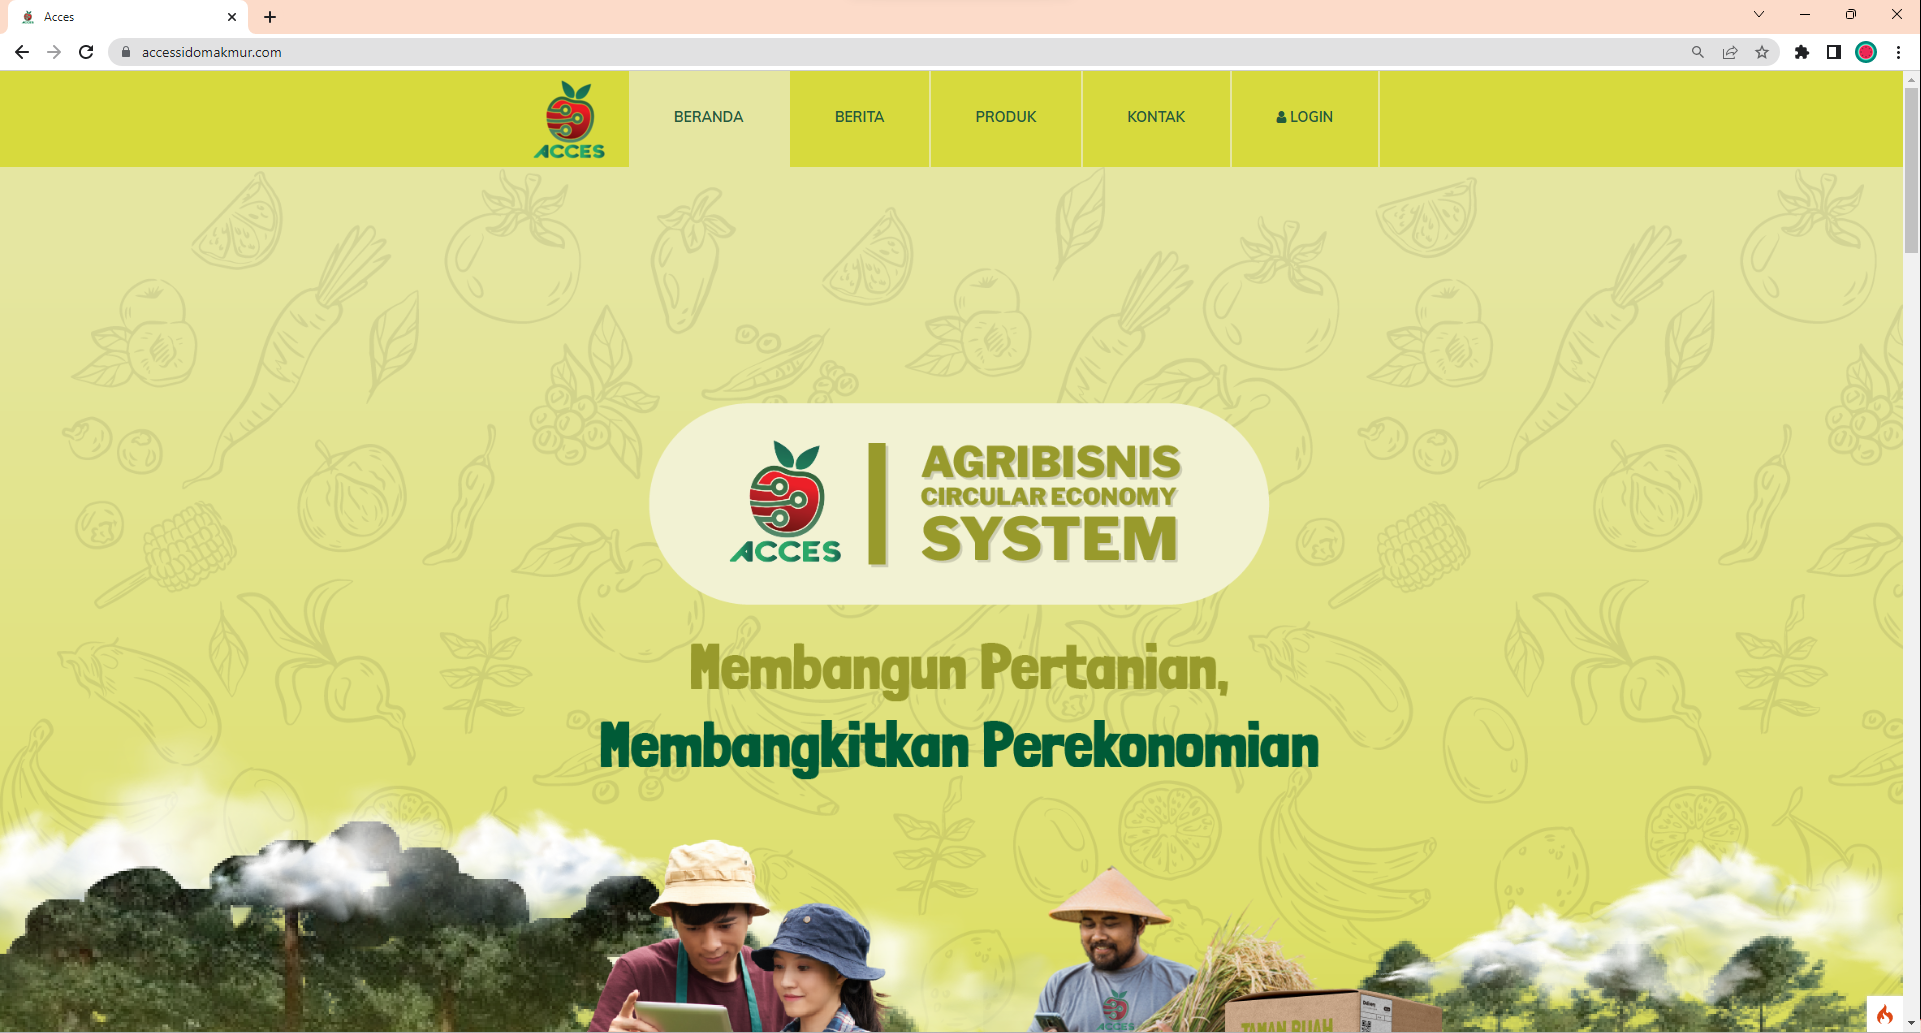 Acces
accessidomakmur.com
ACCES
BERANDA
BERITA
PRODUK
KONTAK
LOGIN
ACCES
AGRIBISNIS
CIRCULAR ECONOMY
SYSTEM
Membangun Pertanian,
Membangkitkan Perekonomian
ACCES
TAMAN BUAH